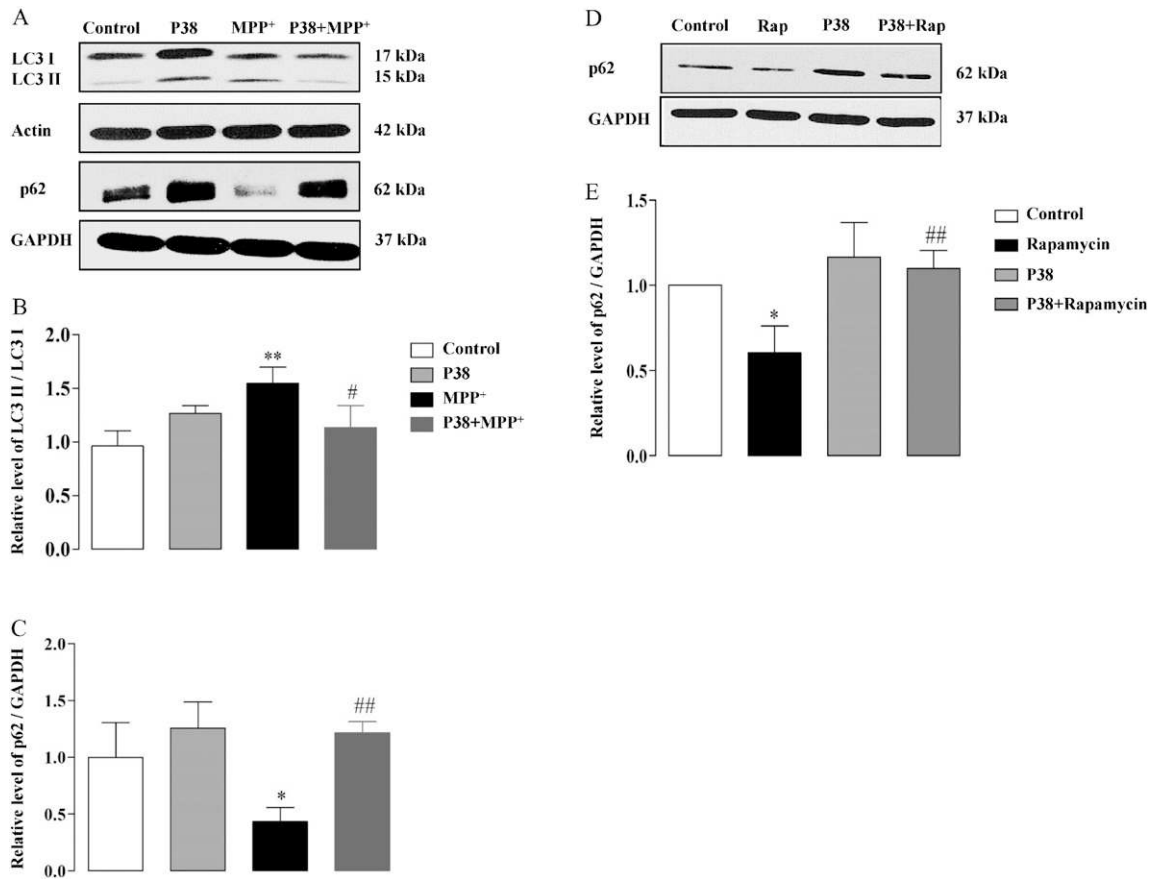 A
Control P38 MPP⁺ P38+MPP⁺
LC3 I 17 kDa
LC3 II 15 kDa
Actin 42 kDa
p62 62 kDa
GAPDH 37 kDa
B
Relative level of LC3 II / LC3 I
2.0
1.5
1.0
0.5
0.0
**
#
Control
P38
MPP⁺
P38+MPP⁺
C
Relative level of p62 / GAPDH
2.0
1.5
1.0
0.5
0.0
*
##
D
Control Rap P38 P38+Rap
p62 62 kDa
GAPDH 37 kDa
E
Relative level of p62 / GAPDH
1.5
1.0
0.5
0.0
*
##
Control
Rapamycin
P38
P38+Rapamycin